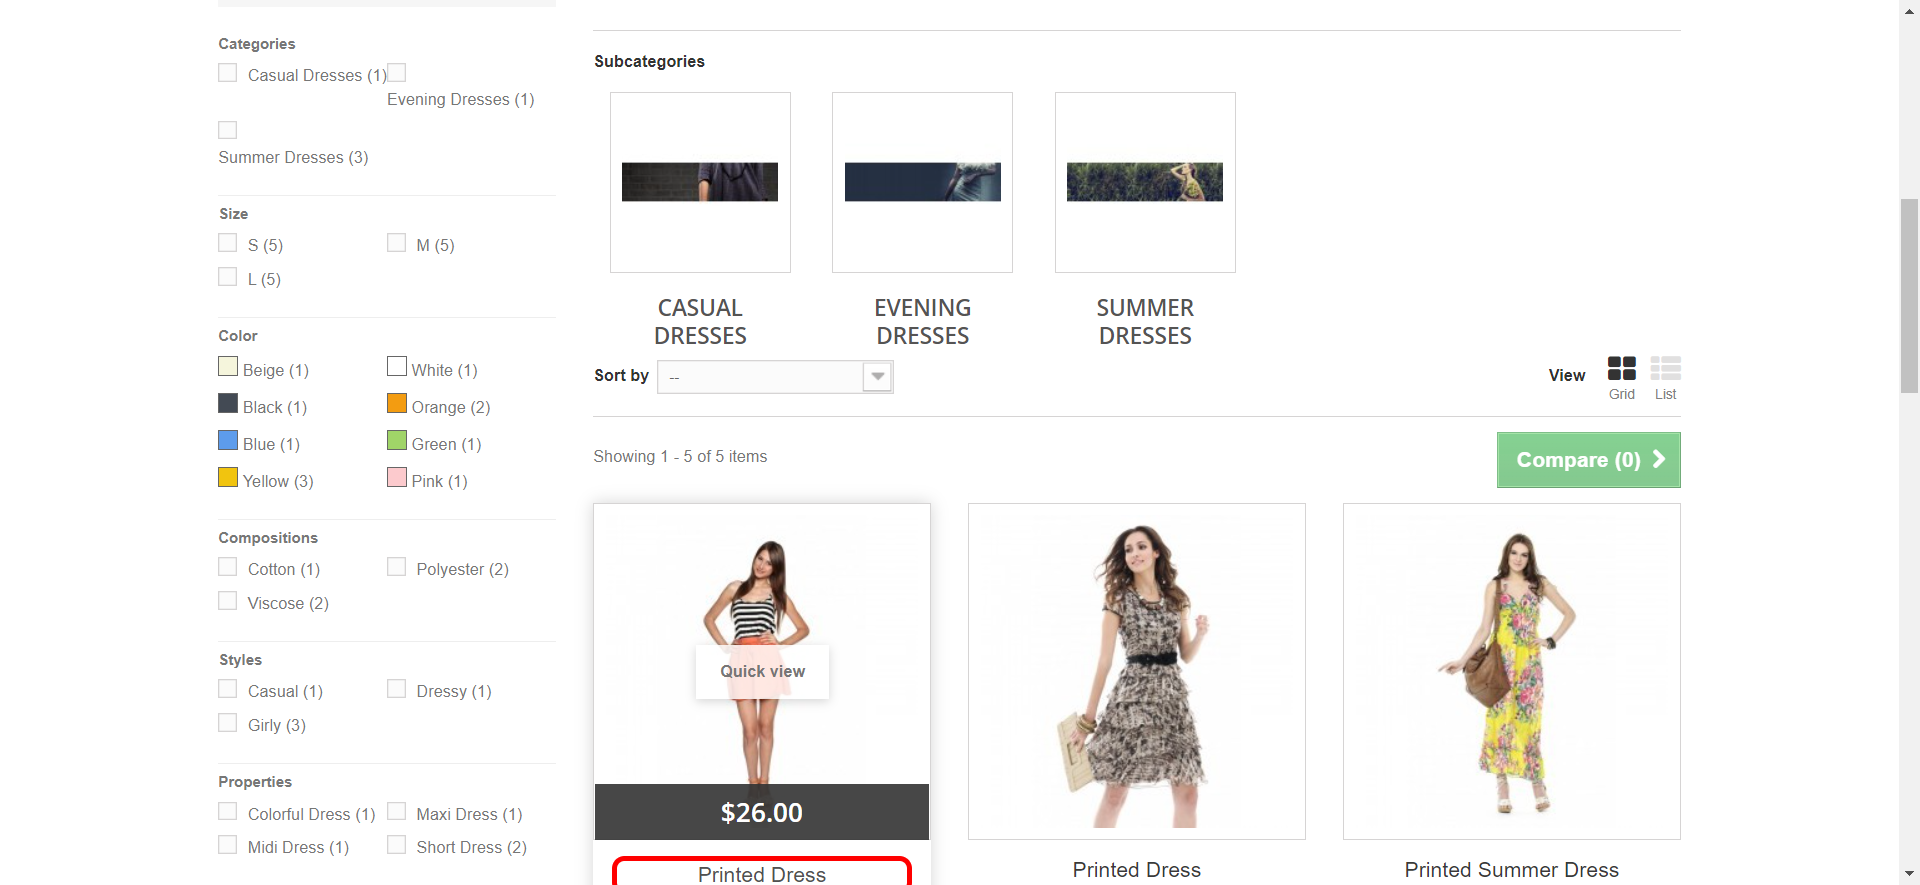 Categories
Casual Dresses (1)
Evening Dresses (1)
Summer Dresses (3)
Size
S (5)
M (5)
L (5)
Color
Beige (1)
White (1)
Black (1)
Orange (2)
Blue (1)
Green (1)
Yellow (3)
Pink (1)
Compositions
Cotton (1)
Polyester (2)
Viscose (2)
Styles
Casual (1)
Dressy (1)
Girly (3)
Properties
Colorful Dress (1)
Maxi Dress (1)
Midi Dress (1)
Short Dress (2)
Subcategories
CASUAL
DRESSES
EVENING
DRESSES
SUMMER
DRESSES
Sort by
--
View
Grid
List
Showing 1 - 5 of 5 items
Compare (0)
Quick view
$26.00
Printed Dress
Printed Dress
Printed Summer Dress